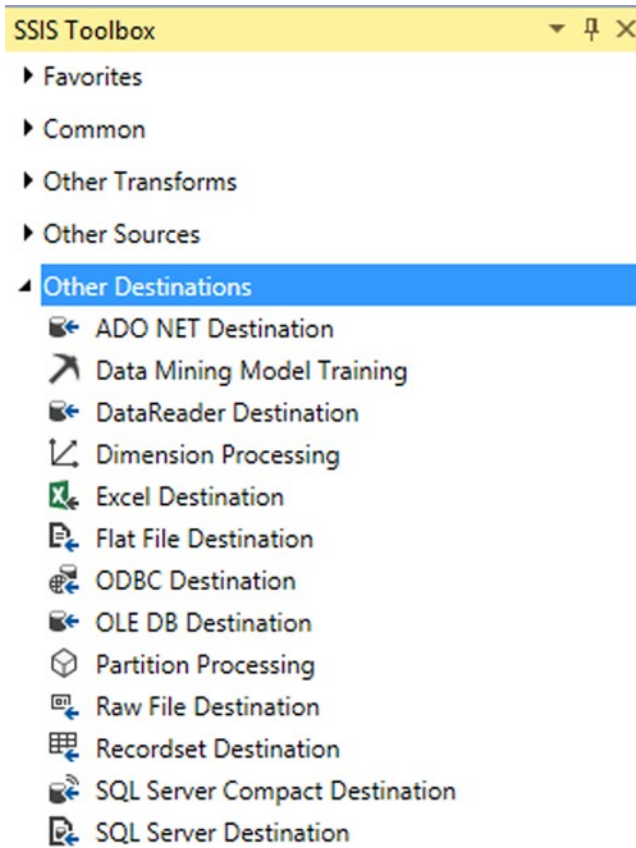 SSIS Toolbox
Favorites
Common
Other Transforms
Other Sources
Other Destinations
ADO NET Destination
Data Mining Model Training
DataReader Destination
Dimension Processing
Excel Destination
Flat File Destination
ODBC Destination
OLE DB Destination
Partition Processing
Raw File Destination
Recordset Destination
SQL Server Compact Destination
SQL Server Destination